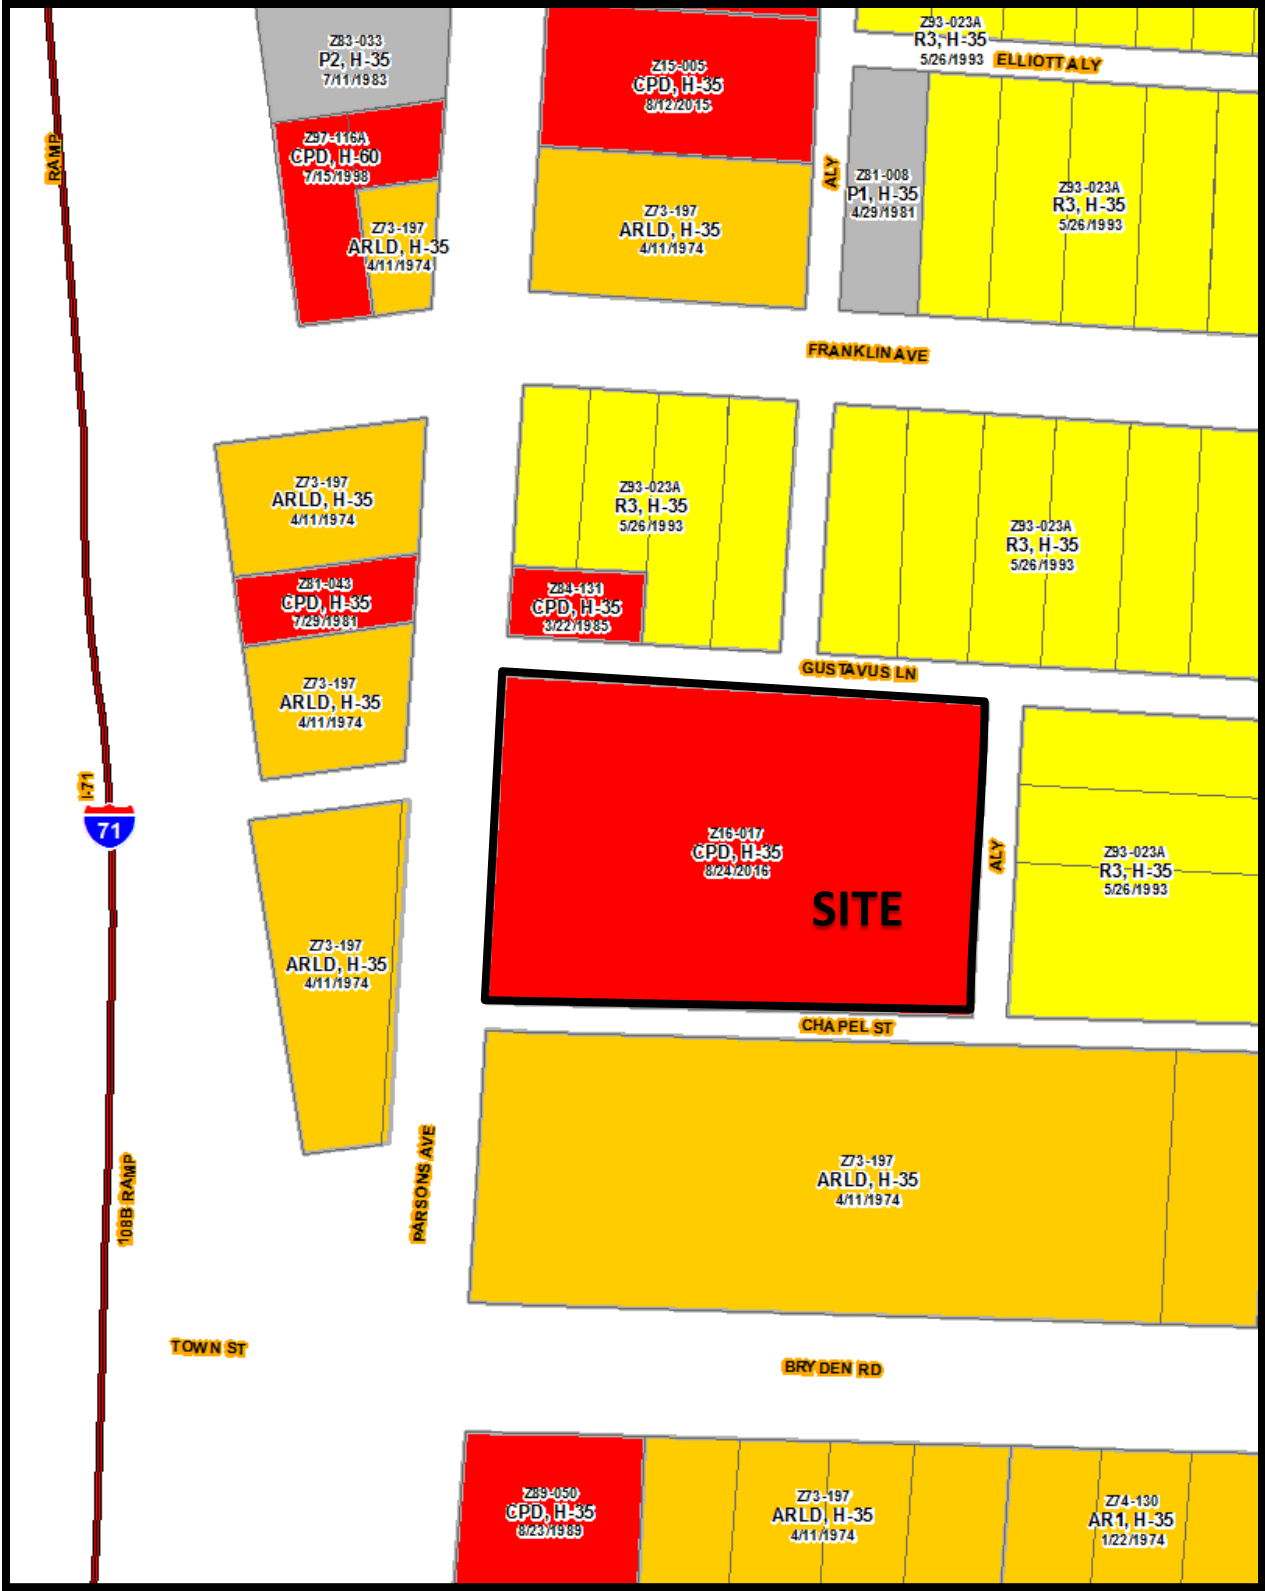 Z93-023A
R3, H-35
5/26/1993
ELLIOTT ALY
Z83-033
P2, H-35
7/11/1983
Z15-005
CPD, H-35
8/12/2015
RAMP
Z97-116A
CPD, H-60
7/15/1998
ALY
Z81-008
P1, H-35
4/29/1981
Z93-023A
R3, H-35
5/26/1993
Z73-197
ARLD, H-35
4/11/1974
Z73-197
ARLD, H-35
4/11/1974
FRANKLIN AVE
Z73-197
ARLD, H-35
4/11/1974
Z93-023A
R3, H-35
5/26/1993
Z93-023A
R3, H-35
5/26/1993
Z81-043
CPD, H-35
7/29/1981
Z84-131
CPD, H-35
3/22/1985
GUSTAVUS LN
Z73-197
ARLD, H-35
4/11/1974
I-71
71
Z16-017
CPD, H-35
8/24/2016
SITE
ALY
Z93-023A
R3, H-35
5/26/1993
Z73-197
ARLD, H-35
4/11/1974
CHAPEL ST
PARSONS AVE
108B RAMP
Z73-197
ARLD, H-35
4/11/1974
TOWN ST
BRYDEN RD
Z89-050
CPD, H-35
8/23/1989
Z73-197
ARLD, H-35
4/11/1974
Z74-130
AR1, H-35
1/22/1974